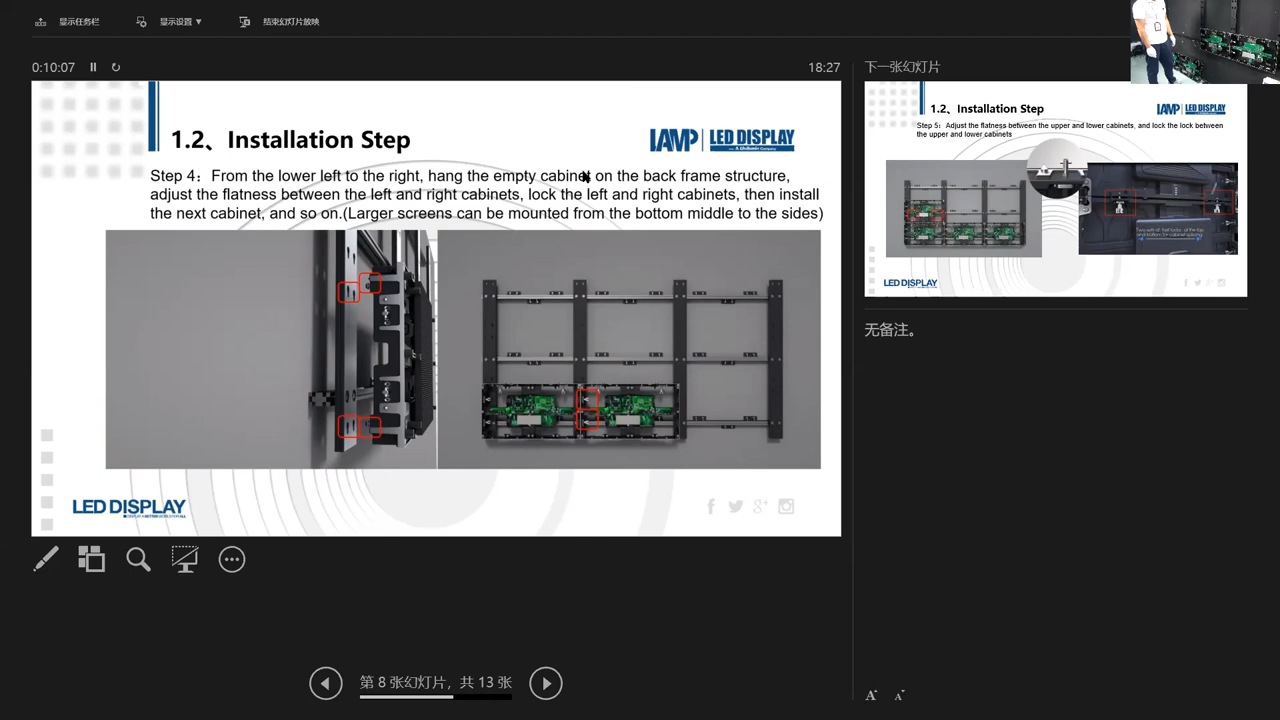 显示任务栏
显示设置 ▼
结束幻灯片放映
0:10:07
18:27
1.2、Installation Step
IAMP LED DISPLAY
Step 4：From the lower left to the right, hang the empty cabinet on the back frame structure,
adjust the flatness between the left and right cabinets, lock the left and right cabinets, then install
the next cabinet, and so on.(Larger screens can be mounted from the bottom middle to the sides)
LED DISPLAY
第 8 张幻灯片，共 13 张
下一张幻灯片
1.2、Installation Step
IAMP LED DISPLAY
Step 5：Adjust the flatness between the upper and lower cabinets, and lock the lock between
the upper and lower cabinets
LED DISPLAY
无备注。
A A